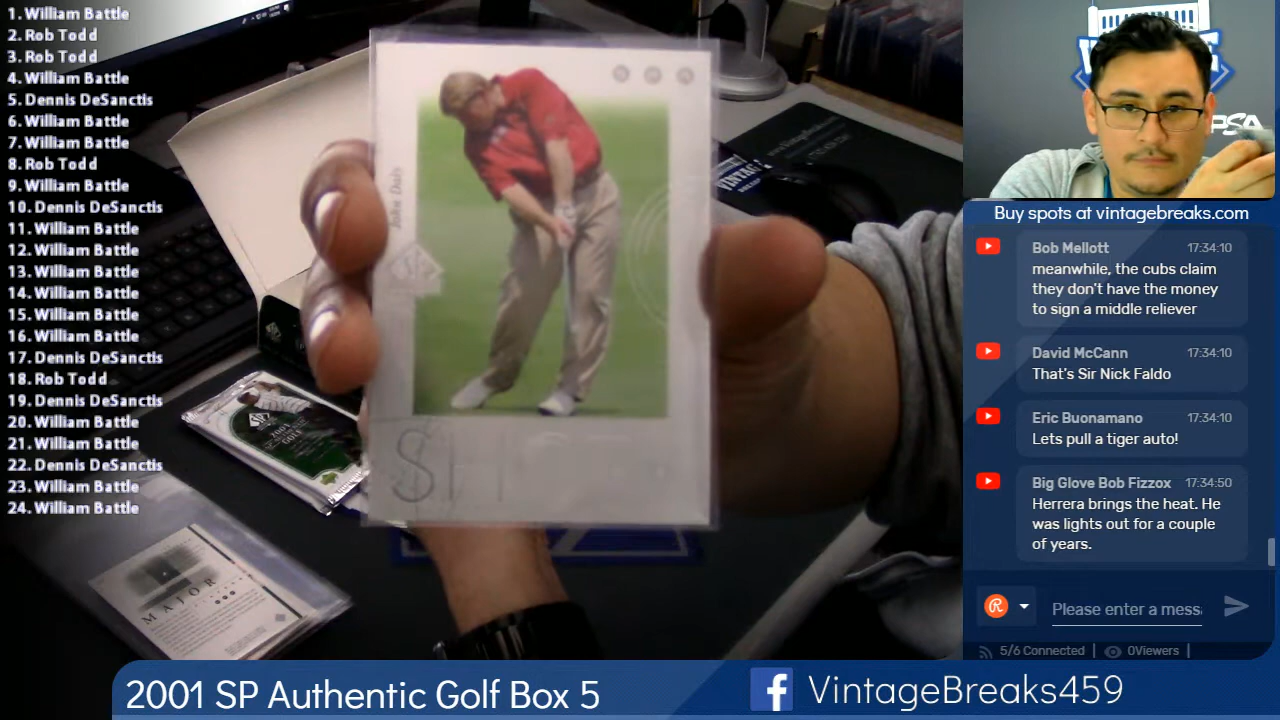 1. William Battle
2. Rob Todd
3. Rob Todd
4. William Battle
5. Dennis DeSanctis
6. William Battle
7. William Battle
8. Rob Todd
9. William Battle
10. Dennis DeSanctis
11. William Battle
12. William Battle
13. William Battle
14. William Battle
15. William Battle
16. William Battle
17. Dennis DeSanctis
18. Rob Todd
19. Dennis DeSanctis
20. William Battle
21. William Battle
22. Dennis DeSanctis
23. William Battle
24. William Battle
John Daly
2001
GOLF
MAJOR
VINTAGE
PSA
Buy spots at vintagebreaks.com
Bob Mellott 17:34:10
meanwhile, the cubs claim
they don't have the money
to sign a middle reliever
David McCann 17:34:10
That's Sir Nick Faldo
Eric Buonamano 17:34:10
Lets pull a tiger auto!
Big Glove Bob Fizzox 17:34:50
Herrera brings the heat. He
was lights out for a couple
of years.
Please enter a messa
5/6 Connected | 0Viewers |
2001 SP Authentic Golf Box 5
VintageBreaks459